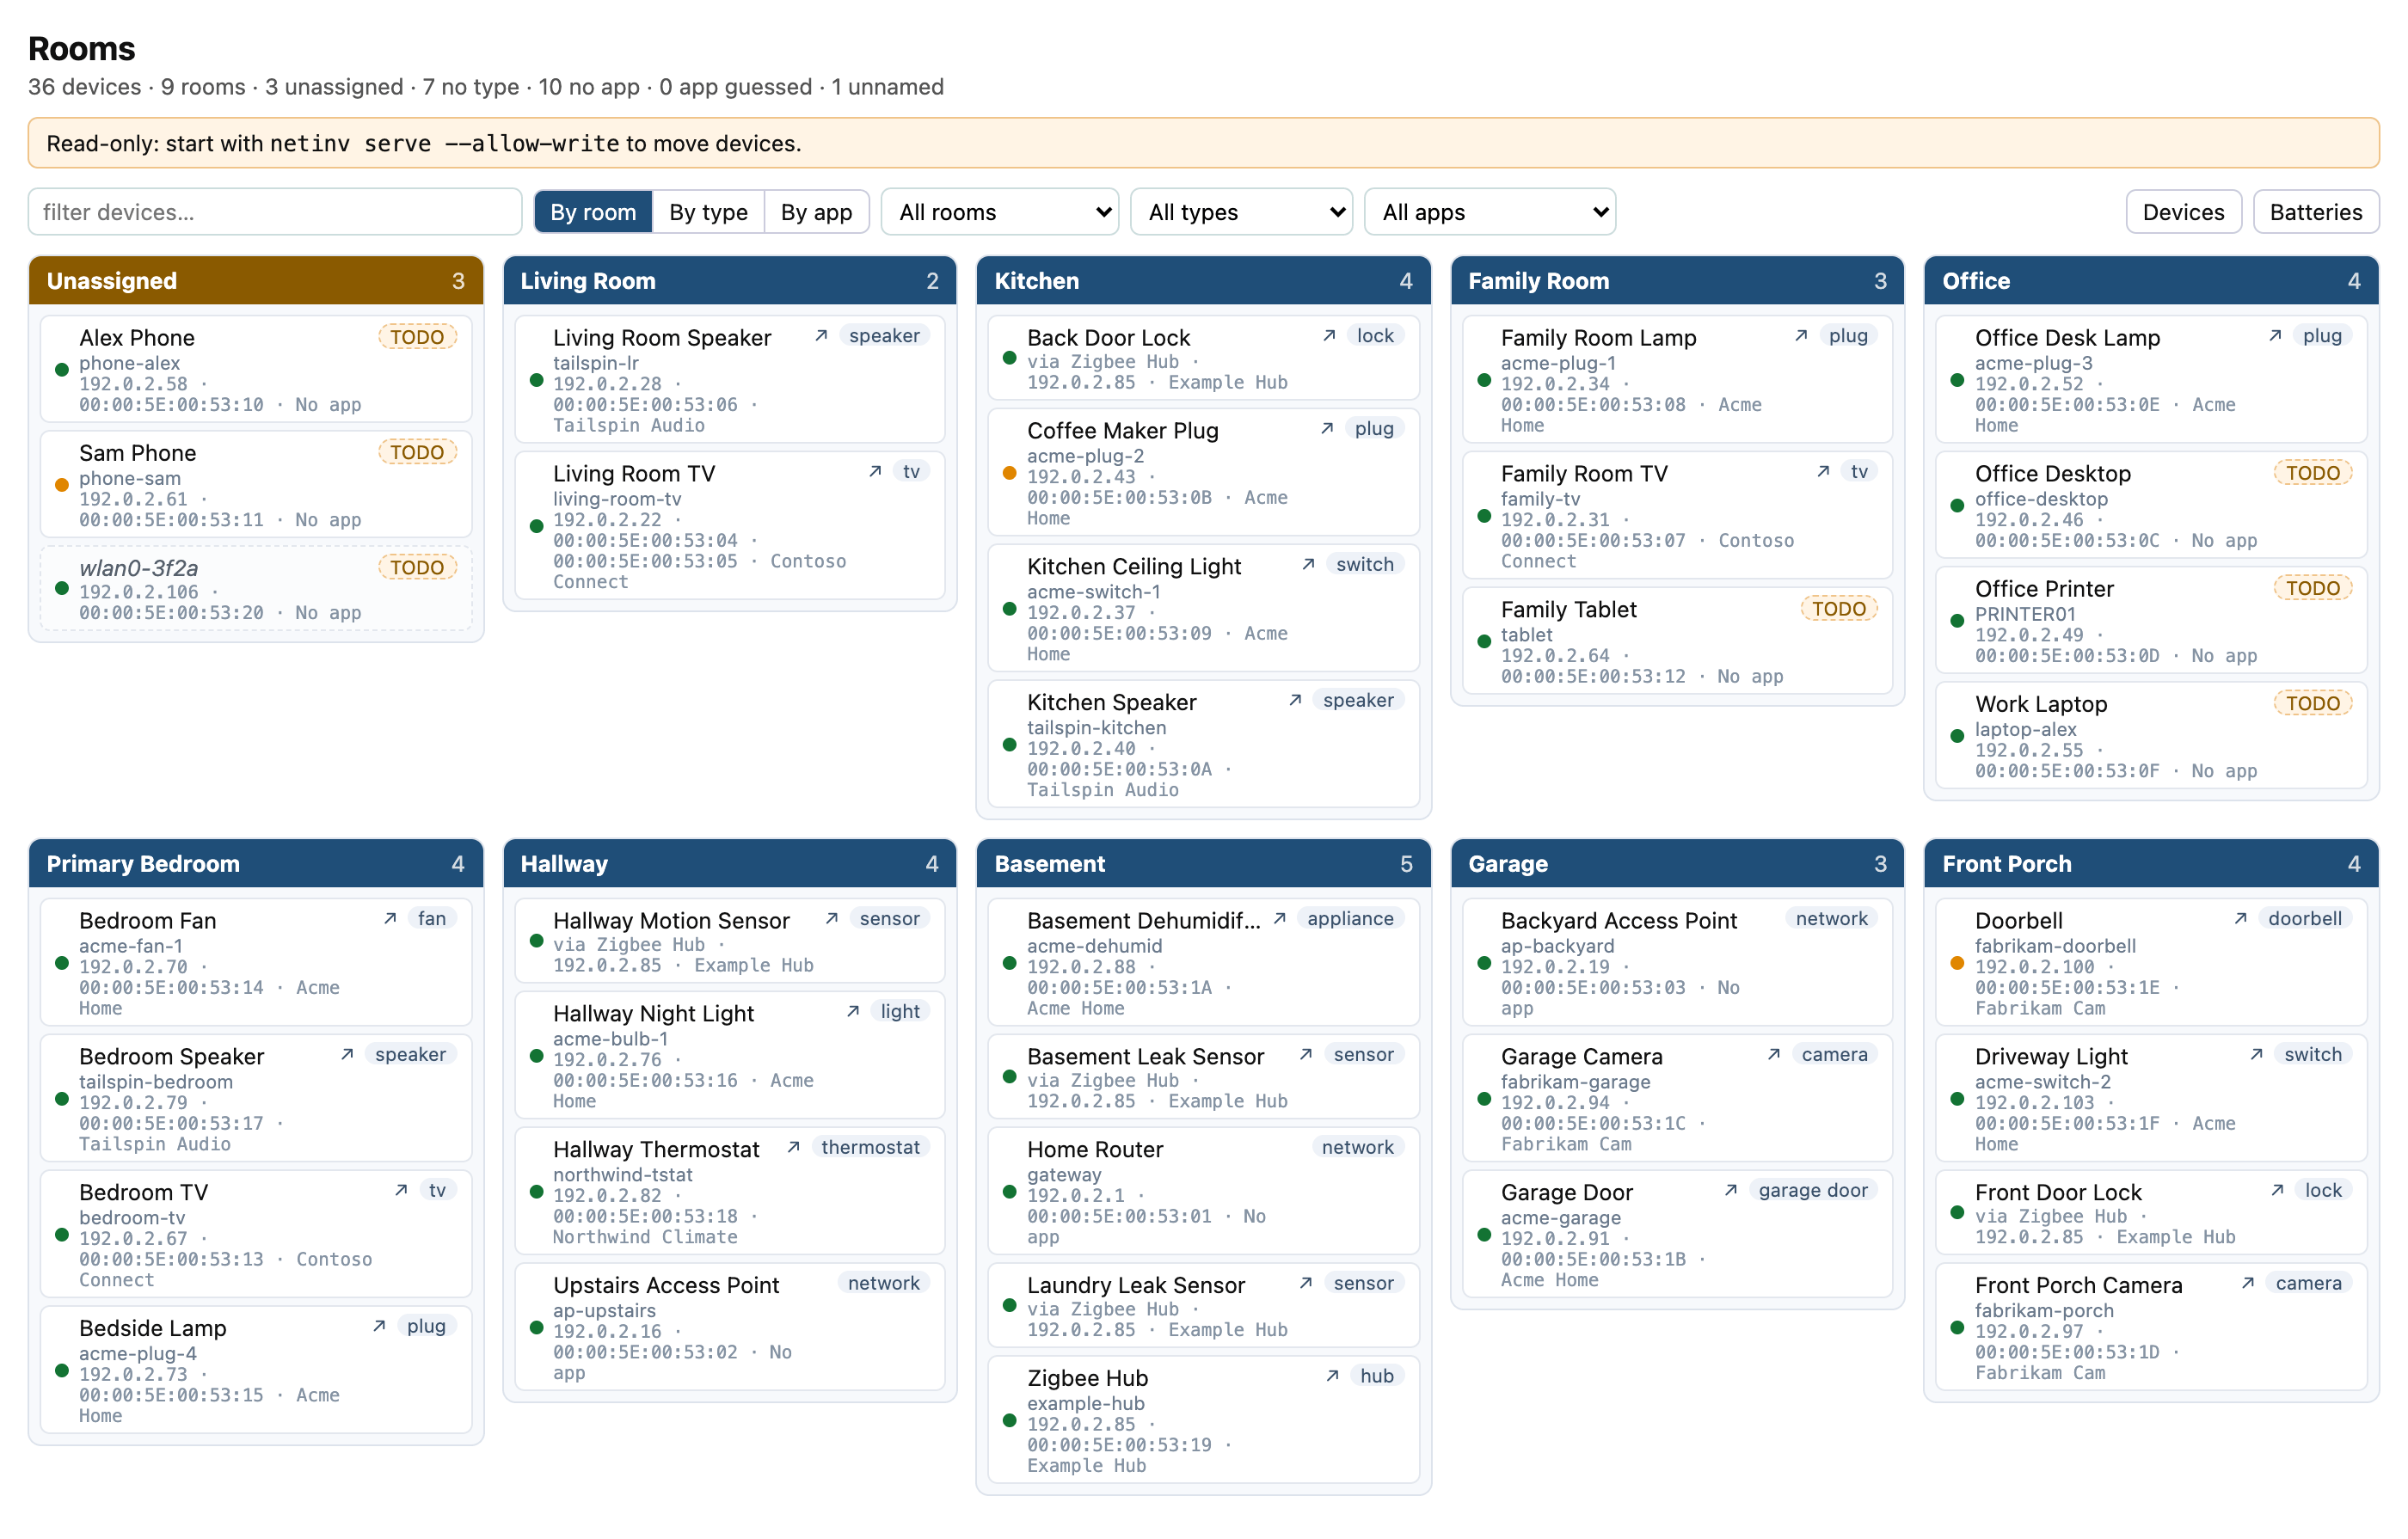 Rooms
36 devices · 9 rooms · 3 unassigned · 7 no type · 10 no app · 0 app guessed · 1 unnamed
Read-only: start with netinv serve --allow-write to move devices.
filter devices...
By room
By type
By app
All rooms
All types
All apps
Devices
Batteries
Unassigned 3
Alex Phone TODO
phone-alex
192.0.2.58 ·
00:00:5E:00:53:10 · No app
Sam Phone TODO
phone-sam
192.0.2.61 ·
00:00:5E:00:53:11 · No app
wlan0-3f2a TODO
192.0.2.106 ·
00:00:5E:00:53:20 · No app
Living Room 2
Living Room Speaker ↗ speaker
tailspin-lr
192.0.2.28 ·
00:00:5E:00:53:06 ·
Tailspin Audio
Living Room TV ↗ tv
living-room-tv
192.0.2.22 ·
00:00:5E:00:53:04 ·
00:00:5E:00:53:05 · Contoso
Connect
Kitchen 4
Back Door Lock ↗ lock
via Zigbee Hub ·
192.0.2.85 · Example Hub
Coffee Maker Plug ↗ plug
acme-plug-2
192.0.2.43 ·
00:00:5E:00:53:0B · Acme
Home
Kitchen Ceiling Light ↗ switch
acme-switch-1
192.0.2.37 ·
00:00:5E:00:53:09 · Acme
Home
Kitchen Speaker ↗ speaker
tailspin-kitchen
192.0.2.40 ·
00:00:5E:00:53:0A ·
Tailspin Audio
Family Room 3
Family Room Lamp ↗ plug
acme-plug-1
192.0.2.34 ·
00:00:5E:00:53:08 · Acme
Home
Family Room TV ↗ tv
family-tv
192.0.2.31 ·
00:00:5E:00:53:07 · Contoso
Connect
Family Tablet TODO
tablet
192.0.2.64 ·
00:00:5E:00:53:12 · No app
Office 4
Office Desk Lamp ↗ plug
acme-plug-3
192.0.2.52 ·
00:00:5E:00:53:0E · Acme
Home
Office Desktop TODO
office-desktop
192.0.2.46 ·
00:00:5E:00:53:0C · No app
Office Printer TODO
PRINTER01
192.0.2.49 ·
00:00:5E:00:53:0D · No app
Work Laptop TODO
laptop-alex
192.0.2.55 ·
00:00:5E:00:53:0F · No app
Primary Bedroom 4
Bedroom Fan ↗ fan
acme-fan-1
192.0.2.70 ·
00:00:5E:00:53:14 · Acme
Home
Bedroom Speaker ↗ speaker
tailspin-bedroom
192.0.2.79 ·
00:00:5E:00:53:17 ·
Tailspin Audio
Bedroom TV ↗ tv
bedroom-tv
192.0.2.67 ·
00:00:5E:00:53:13 · Contoso
Connect
Bedside Lamp ↗ plug
acme-plug-4
192.0.2.73 ·
00:00:5E:00:53:15 · Acme
Home
Hallway 4
Hallway Motion Sensor ↗ sensor
via Zigbee Hub ·
192.0.2.85 · Example Hub
Hallway Night Light ↗ light
acme-bulb-1
192.0.2.76 ·
00:00:5E:00:53:16 · Acme
Home
Hallway Thermostat ↗ thermostat
northwind-tstat
192.0.2.82 ·
00:00:5E:00:53:18 ·
Northwind Climate
Upstairs Access Point network
ap-upstairs
192.0.2.16 ·
00:00:5E:00:53:02 · No
app
Basement 5
Basement Dehumidif... ↗ appliance
acme-dehumid
192.0.2.88 ·
00:00:5E:00:53:1A ·
Acme Home
Basement Leak Sensor ↗ sensor
via Zigbee Hub ·
192.0.2.85 · Example Hub
Home Router network
gateway
192.0.2.1 ·
00:00:5E:00:53:01 · No
app
Laundry Leak Sensor ↗ sensor
via Zigbee Hub ·
192.0.2.85 · Example Hub
Zigbee Hub ↗ hub
example-hub
192.0.2.85 ·
00:00:5E:00:53:19 ·
Example Hub
Garage 3
Backyard Access Point network
ap-backyard
192.0.2.19 ·
00:00:5E:00:53:03 · No
app
Garage Camera ↗ camera
fabrikam-garage
192.0.2.94 ·
00:00:5E:00:53:1C ·
Fabrikam Cam
Garage Door ↗ garage door
acme-garage
192.0.2.91 ·
00:00:5E:00:53:1B ·
Acme Home
Front Porch 4
Doorbell ↗ doorbell
fabrikam-doorbell
192.0.2.100 ·
00:00:5E:00:53:1E ·
Fabrikam Cam
Driveway Light ↗ switch
acme-switch-2
192.0.2.103 ·
00:00:5E:00:53:1F · Acme
Home
Front Door Lock ↗ lock
via Zigbee Hub ·
192.0.2.85 · Example Hub
Front Porch Camera ↗ camera
fabrikam-porch
192.0.2.97 ·
00:00:5E:00:53:1D ·
Fabrikam Cam